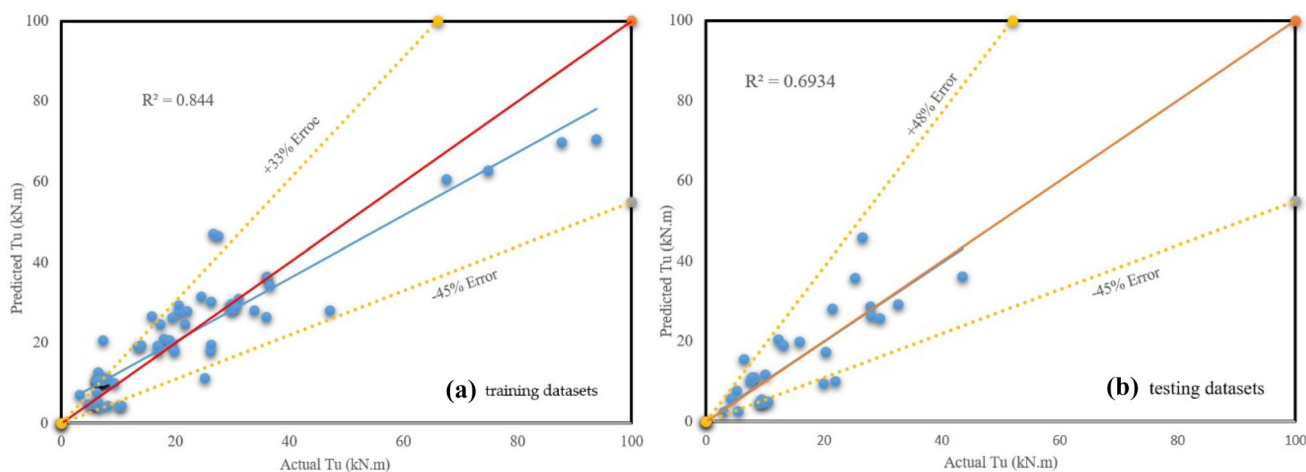 100
80
60
40
20
0
Predicted Tu (kN.m)
R² = 0.844
+33% Erroe
-45% Error
(a) training datasets
0 20 40 60 80 100
Actual Tu (kN.m)
100
80
60
40
20
0
Predicted Tu (kN.m)
R² = 0.6934
+48% Error
-45% Error
(b) testing datasets
0 20 40 60 80 100
Actual Tu (kN.m)